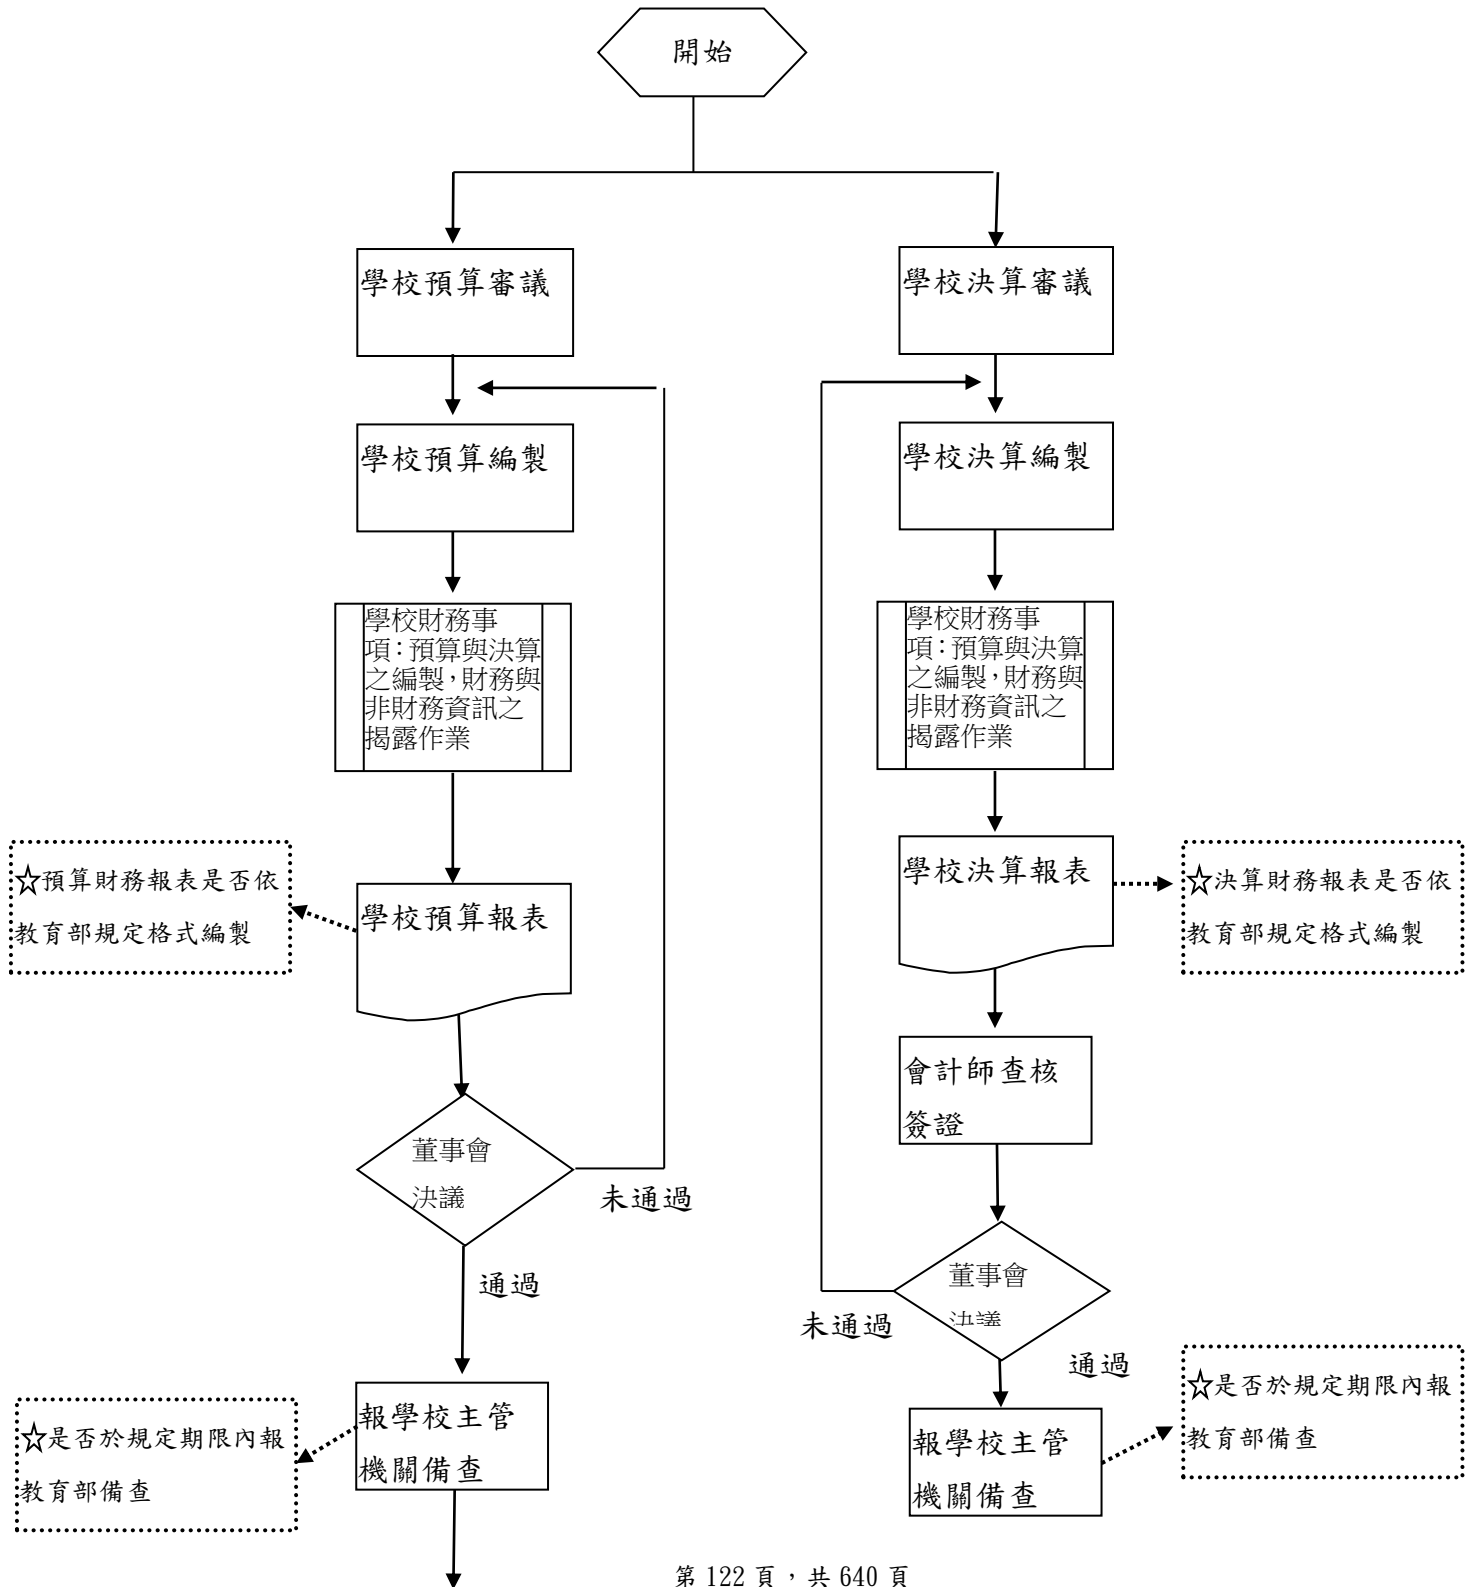 開始
學校預算審議
學校決算審議
學校預算編製
學校決算編製
學校財務事
項：預算與決算
之編製，財務與
非財務資訊之
揭露作業
學校財務事
項：預算與決算
之編製，財務與
非財務資訊之
揭露作業
☆預算財務報表是否依
教育部規定格式編製
學校預算報表
學校決算報表
☆決算財務報表是否依
教育部規定格式編製
會計師查核
簽證
董事會
決議
未通過
通過
董事會
決議
未通過
通過
☆是否於規定期限內報
教育部備查
報學校主管
機關備查
報學校主管
機關備查
☆是否於規定期限內報
教育部備查
第 122 頁，共 640 頁